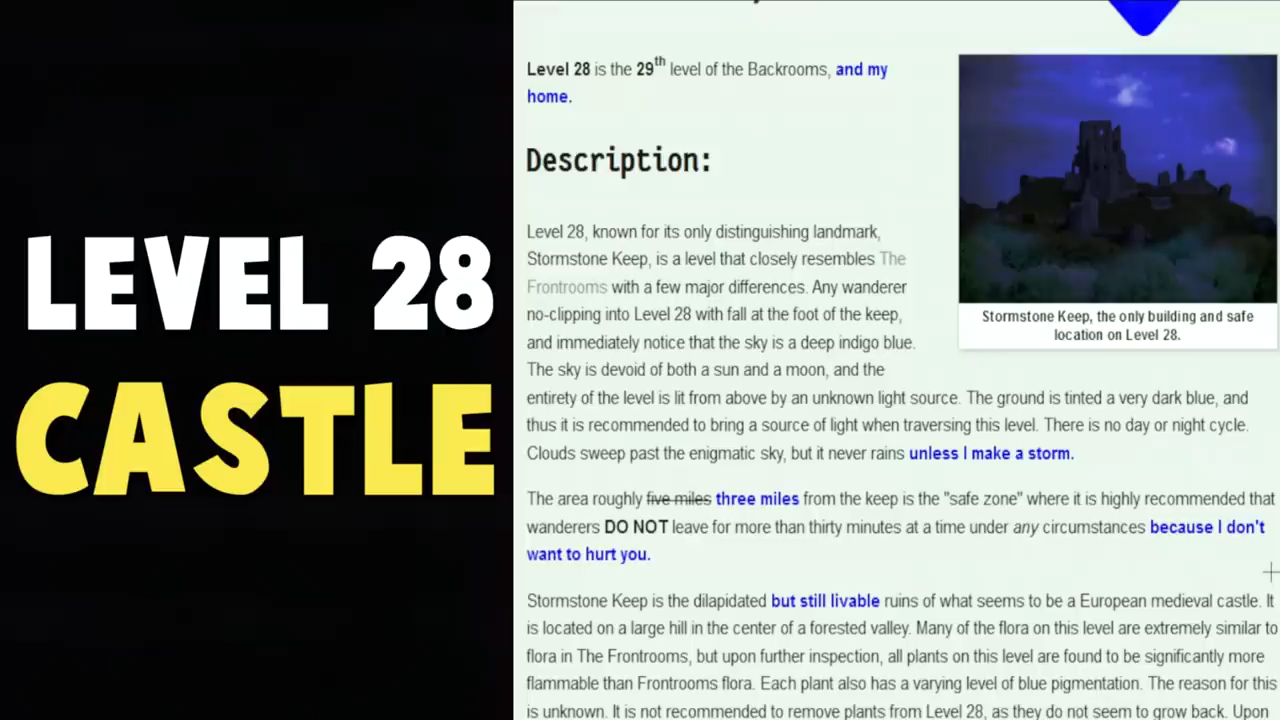 LEVEL 28
CASTLE
Level 28 is the 29th level of the Backrooms, and my
home.
Description:
Level 28, known for its only distinguishing landmark,
Stormstone Keep, is a level that closely resembles The
Frontrooms with a few major differences. Any wanderer
no-clipping into Level 28 with fall at the foot of the keep,
and immediately notice that the sky is a deep indigo blue.
The sky is devoid of both a sun and a moon, and the
entirety of the level is lit from above by an unknown light source. The ground is tinted a very dark blue, and
thus it is recommended to bring a source of light when traversing this level. There is no day or night cycle.
Clouds sweep past the enigmatic sky, but it never rains unless I make a storm.
Stormstone Keep, the only building and safe
location on Level 28.
The area roughly five miles three miles from the keep is the "safe zone" where it is highly recommended that
wanderers DO NOT leave for more than thirty minutes at a time under any circumstances because I don't
want to hurt you.
Stormstone Keep is the dilapidated but still livable ruins of what seems to be a European medieval castle. It
is located on a large hill in the center of a forested valley. Many of the flora on this level are extremely similar to
flora in The Frontrooms, but upon further inspection, all plants on this level are found to be significantly more
flammable than Frontrooms flora. Each plant also has a varying level of blue pigmentation. The reason for this
is unknown. It is not recommended to remove plants from Level 28, as they do not seem to grow back. Upon